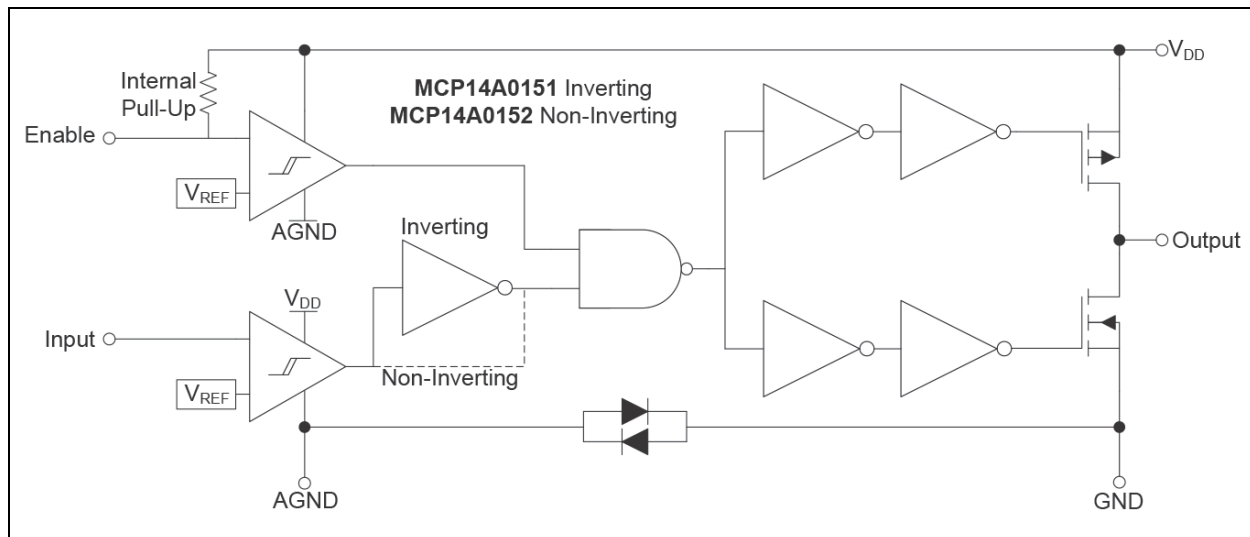 V_DD
Internal
Pull-Up
MCP14A0151 Inverting
MCP14A0152 Non-Inverting
Enable
V_REF
AGND
Inverting
Output
V_DD
Input
Non-Inverting
V_REF
AGND
GND